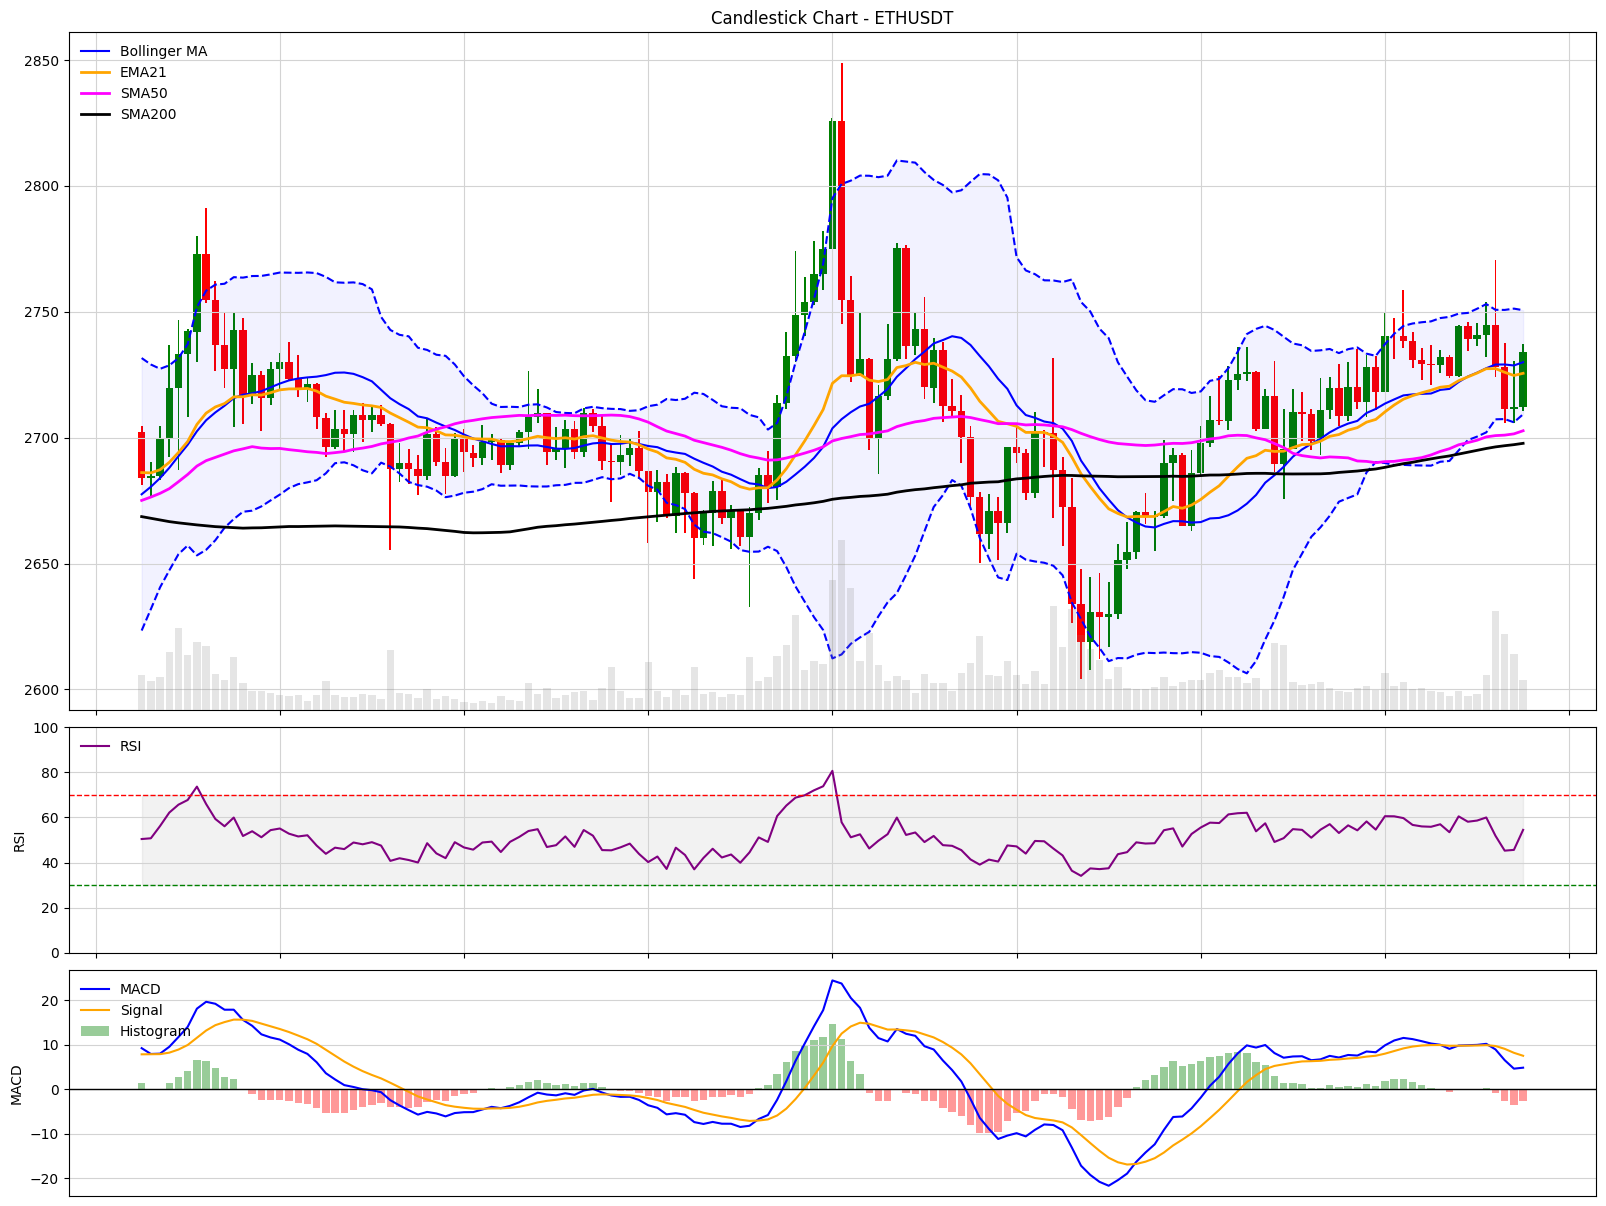 Candlestick Chart - ETHUSDT
Bollinger MA
EMA21
SMA50
SMA200
2850
2800
2750
2700
2650
2600
RSI
100
80
60
40
20
0
RSI
MACD
Signal
Histogram
20
10
0
−10
−20
MACD